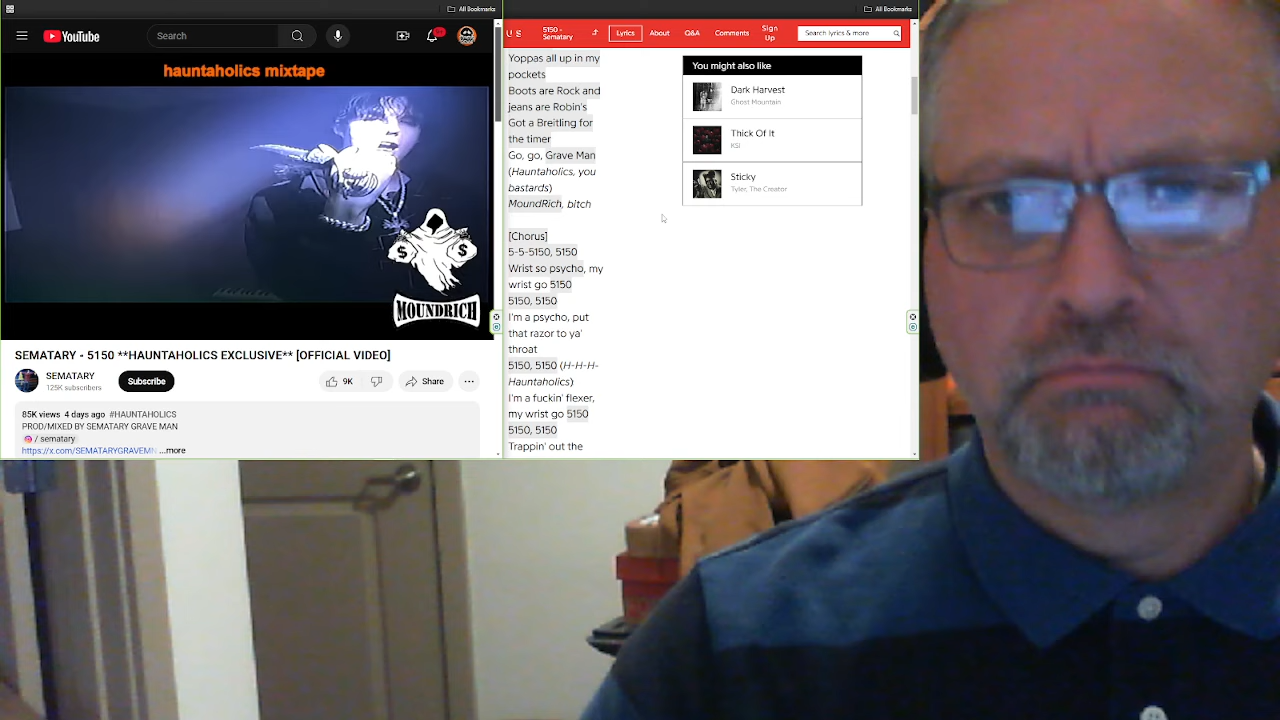 All Bookmarks
YouTube
Search
hauntaholics mixtape
$ $
MOUNDRICH
SEMATARY - 5150 **HAUNTAHOLICS EXCLUSIVE** [OFFICIAL VIDEO]
SEMATARY
125K subscribers
Subscribe
9K
Share
85K views 4 days ago #HAUNTAHOLICS
PROD/MIXED BY SEMATARY GRAVE MAN
/ sematary
https://x.com/SEMATARYGRAVEMN ...more
All Bookmarks
U S
5150 -
Sematary
Lyrics
About
Q&A
Comments
Sign
Up
Search lyrics & more
Yoppas all up in my
pockets
Boots are Rock and
jeans are Robin's
Got a Breitling for
the timer
Go, go, Grave Man
(Hauntaholics, you
bastards)
MoundRich, bitch
[Chorus]
5-5-5150, 5150
Wrist so psycho, my
wrist go 5150
5150, 5150
I'm a psycho, put
that razor to ya'
throat
5150, 5150 (H-H-H-
Hauntaholics)
I'm a fuckin' flexer,
my wrist go 5150
5150, 5150
Trappin' out the
You might also like
Dark Harvest
Ghost Mountain
Thick Of It
KSI
Sticky
Tyler, The Creator